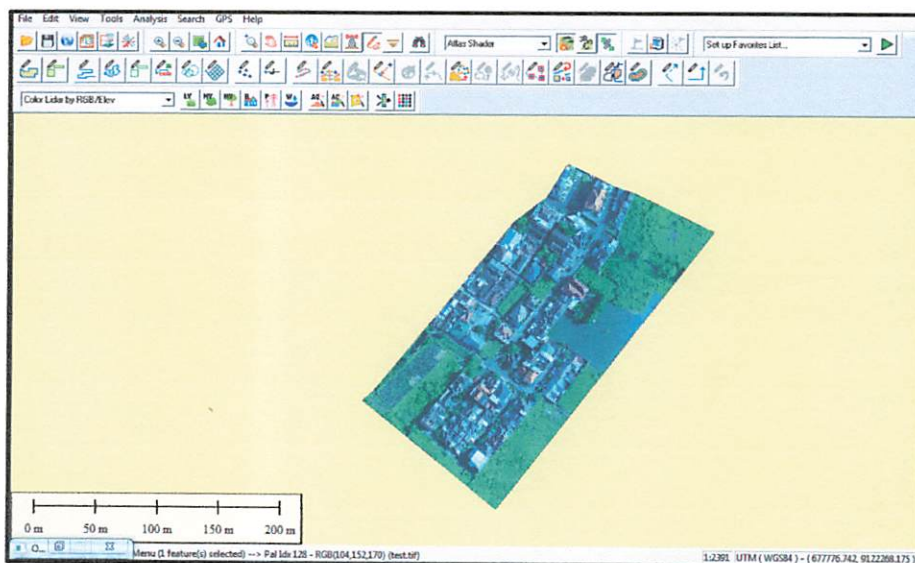 File Edit View Tools Analysis Search GPS Help
Atlas Shader
Set up Favorites List...
Color Lidar by RGB/Elev
0 m 50 m 100 m 150 m 200 m
O...
Menu (1 feature(s) selected) --> Pal Idx 128 - RGB(104,152,170) (test.tif)
1:2391 UTM ( WGS84 ) - ( 677776.742, 9122268.175 )